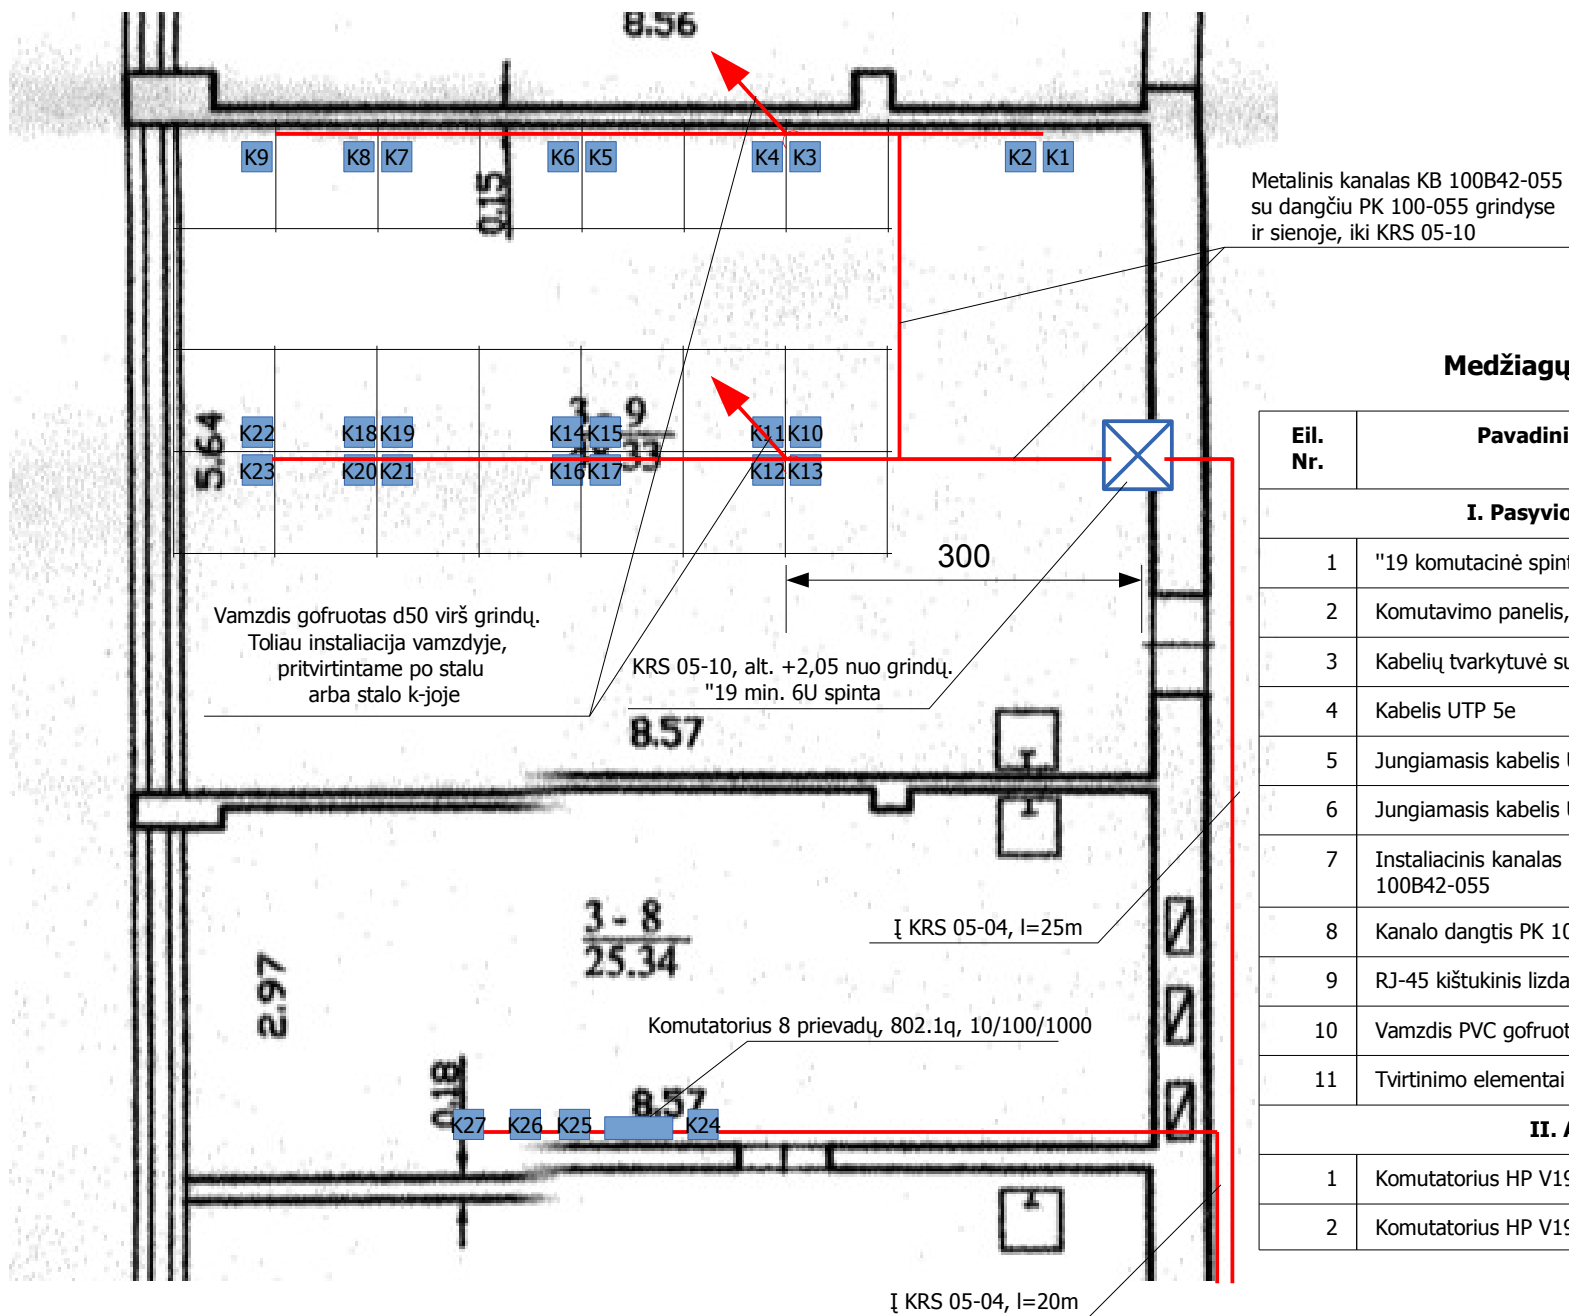 8.56
K9
K8
K7
K6
K5
K4
K3
K2
K1
0.15
Metalinis kanalas KB 100B42-055
su dangčiu PK 100-055 grindyse
ir sienoje, iki KRS 05-10
5.64
3 - 9
33
K22
K18
K19
K14
K15
K11
K10
K23
K20
K21
K16
K17
K12
K13
300
Vamzdis gofruotas d50 virš grindų.
Toliau instaliacija vamzdyje,
pritvirtintame po stalu
arba stalo k-joje
KRS 05-10, alt. +2,05 nuo grindų.
"19 min. 6U spinta
8.57
3 - 8
25.34
2.97
Į KRS 05-04, l=25m
Komutatorius 8 prievadų, 802.1q, 10/100/1000
0.18
8.57
K27
K26
K25
K24
Į KRS 05-04, l=20m
Medžiagų
Eil. Nr.
Pavadini
I. Pasyvio
1 "19 komutacinė spint
2 Komutavimo panelis,
3 Kabelių tvarkytuvė su
4 Kabelis UTP 5e
5 Jungiamasis kabelis U
6 Jungiamasis kabelis U
7 Instaliacinis kanalas
100B42-055
8 Kanalo dangtis PK 10
9 RJ-45 kištukinis lizda
10 Vamzdis PVC gofruot
11 Tvirtinimo elementai
II. A
1 Komutatorius HP V19
2 Komutatorius HP V19